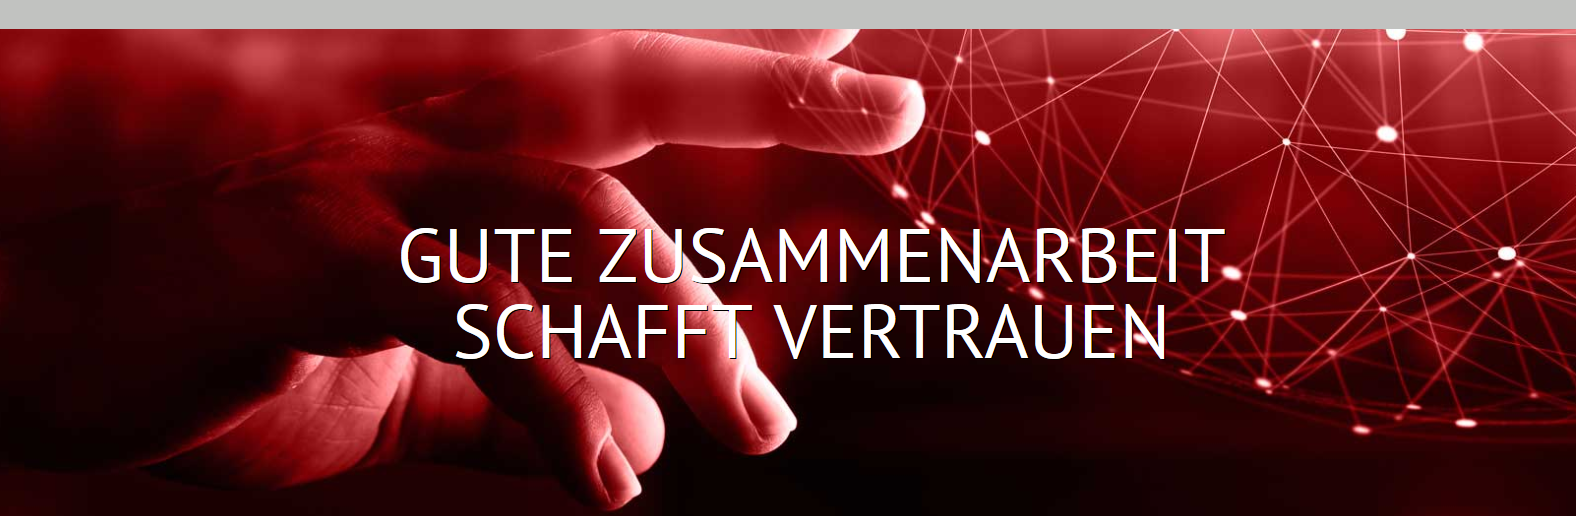 GUTE ZUSAMMENARBEIT
SCHAFFT VERTRAUEN